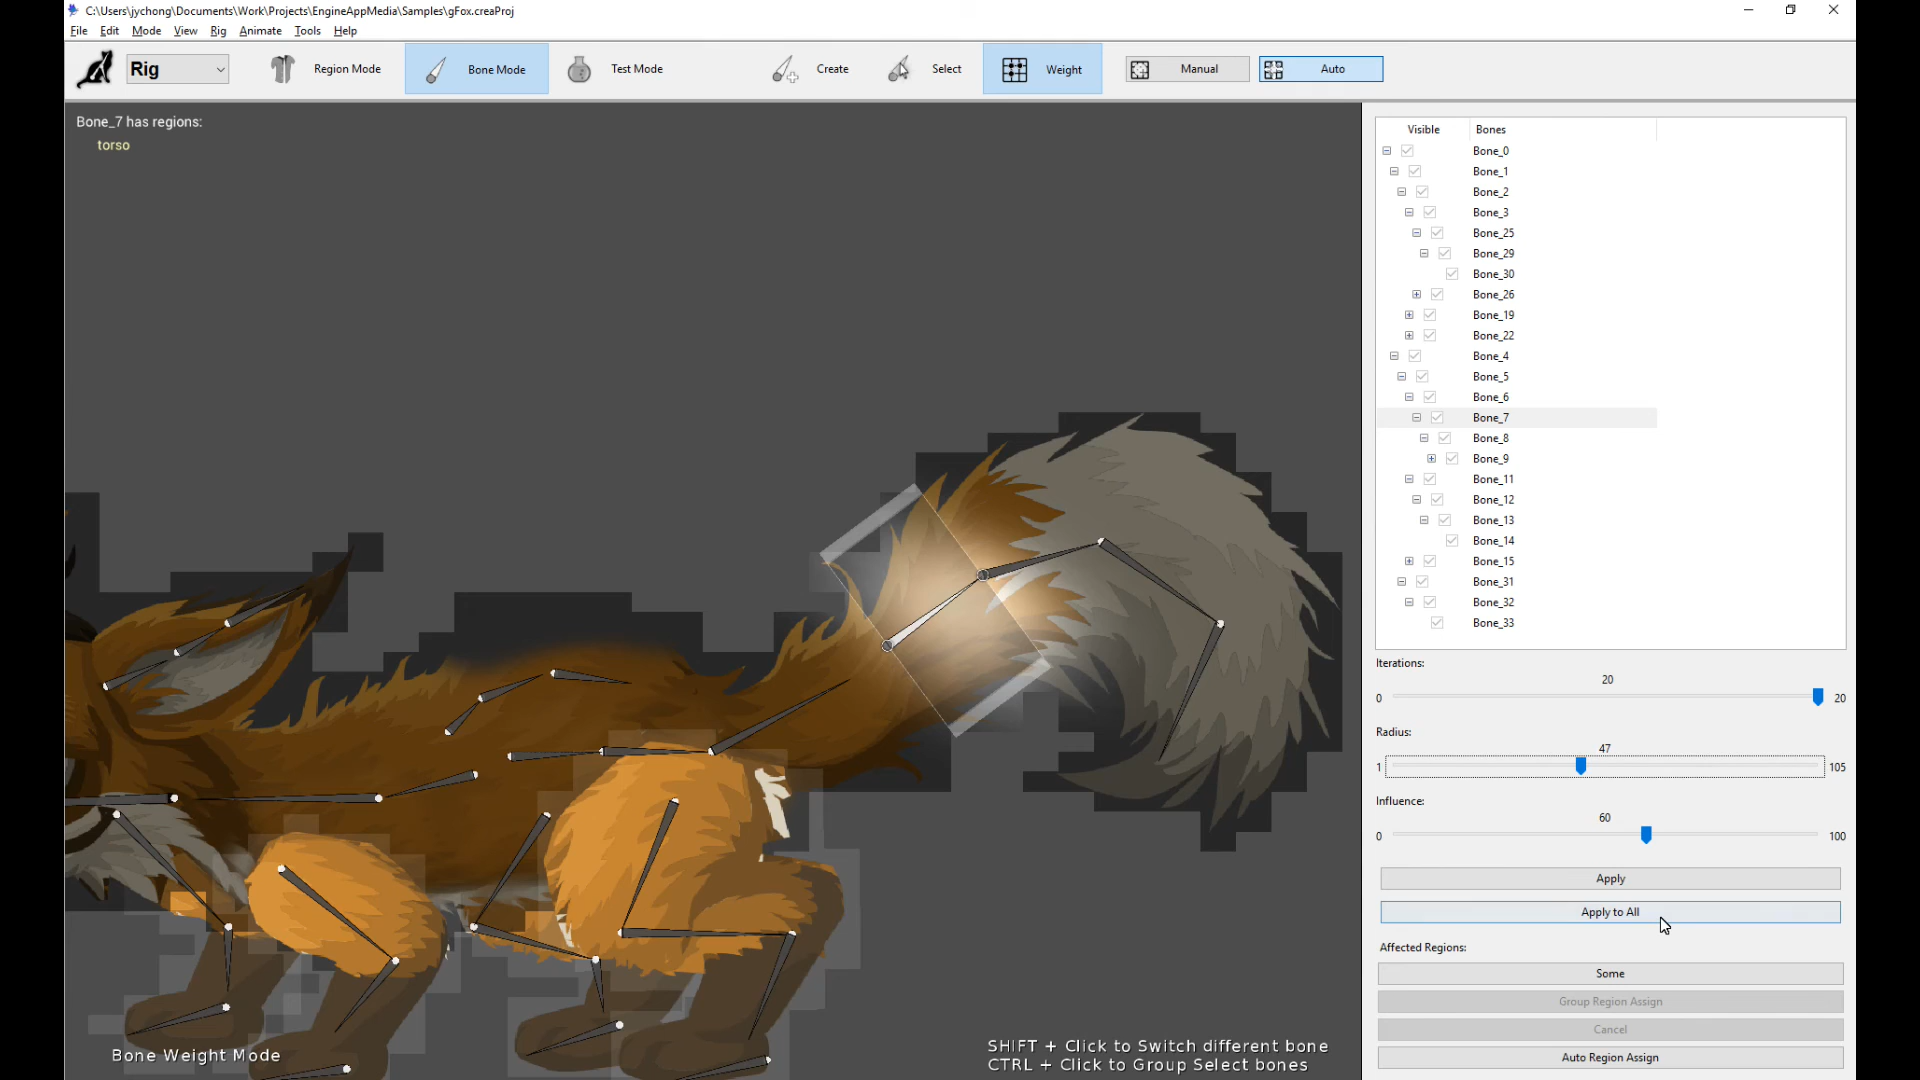 C:\Users\jychong\Documents\Work\Projects\EngineAppMedia\Samples\gFox.creaProj
File Edit Mode View Rig Animate Tools Help
Rig Region Mode Bone Mode Test Mode Create Select Weight Manual Auto
Bone_7 has regions:
torso
Visible Bones
Bone_0
Bone_1
Bone_2
Bone_3
Bone_25
Bone_29
Bone_30
Bone_26
Bone_19
Bone_22
Bone_4
Bone_5
Bone_6
Bone_7
Bone_8
Bone_9
Bone_11
Bone_12
Bone_13
Bone_14
Bone_15
Bone_31
Bone_32
Bone_33
Iterations:
20
0 20
Radius:
47
1 105
Influence:
60
0 100
Apply
Apply to All
Affected Regions:
Some
Group Region Assign
Cancel
Auto Region Assign
Bone Weight Mode
SHIFT + Click to Switch different bone
CTRL + Click to Group Select bones